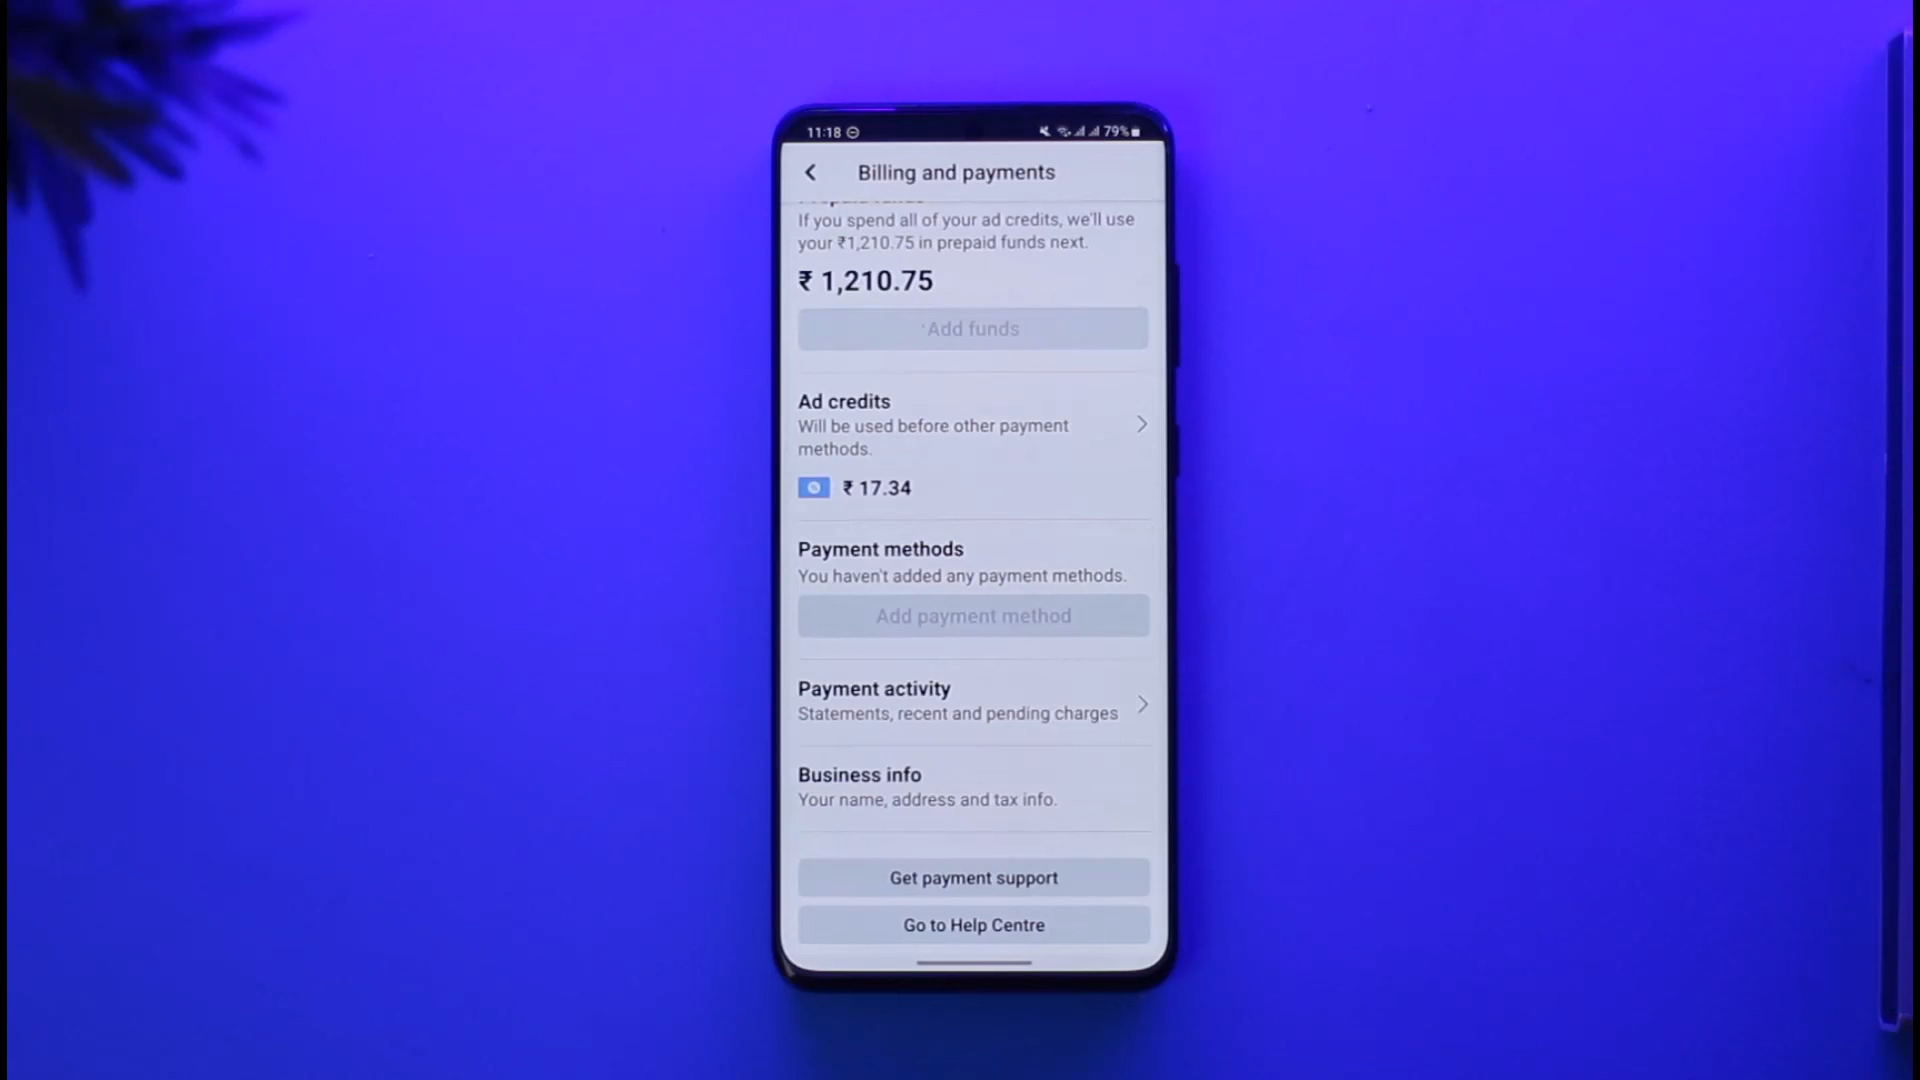 11:18
79%
Billing and payments
If you spend all of your ad credits, we'll use
your ₹1,210.75 in prepaid funds next.
₹ 1,210.75
Add funds
Ad credits
Will be used before other payment
methods.
₹ 17.34
Payment methods
You haven't added any payment methods.
Add payment method
Payment activity
Statements, recent and pending charges
Business info
Your name, address and tax info.
Get payment support
Go to Help Centre